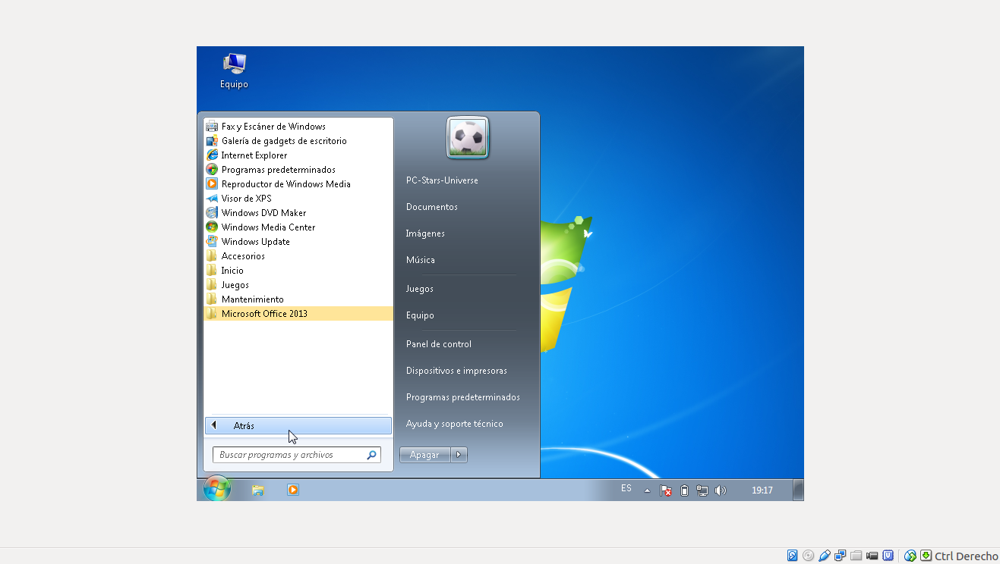 Equipo
Fax y Escáner de Windows
Galería de gadgets de escritorio
Internet Explorer
Programas predeterminados
Reproductor de Windows Media
Visor de XPS
Windows DVD Maker
Windows Media Center
Windows Update
Accesorios
Inicio
Juegos
Mantenimiento
Microsoft Office 2013
Atrás
Buscar programas y archivos
PC-Stars-Universe
Documentos
Imágenes
Música
Juegos
Equipo
Panel de control
Dispositivos e impresoras
Programas predeterminados
Ayuda y soporte técnico
Apagar
ES
19:17
Ctrl Derecho